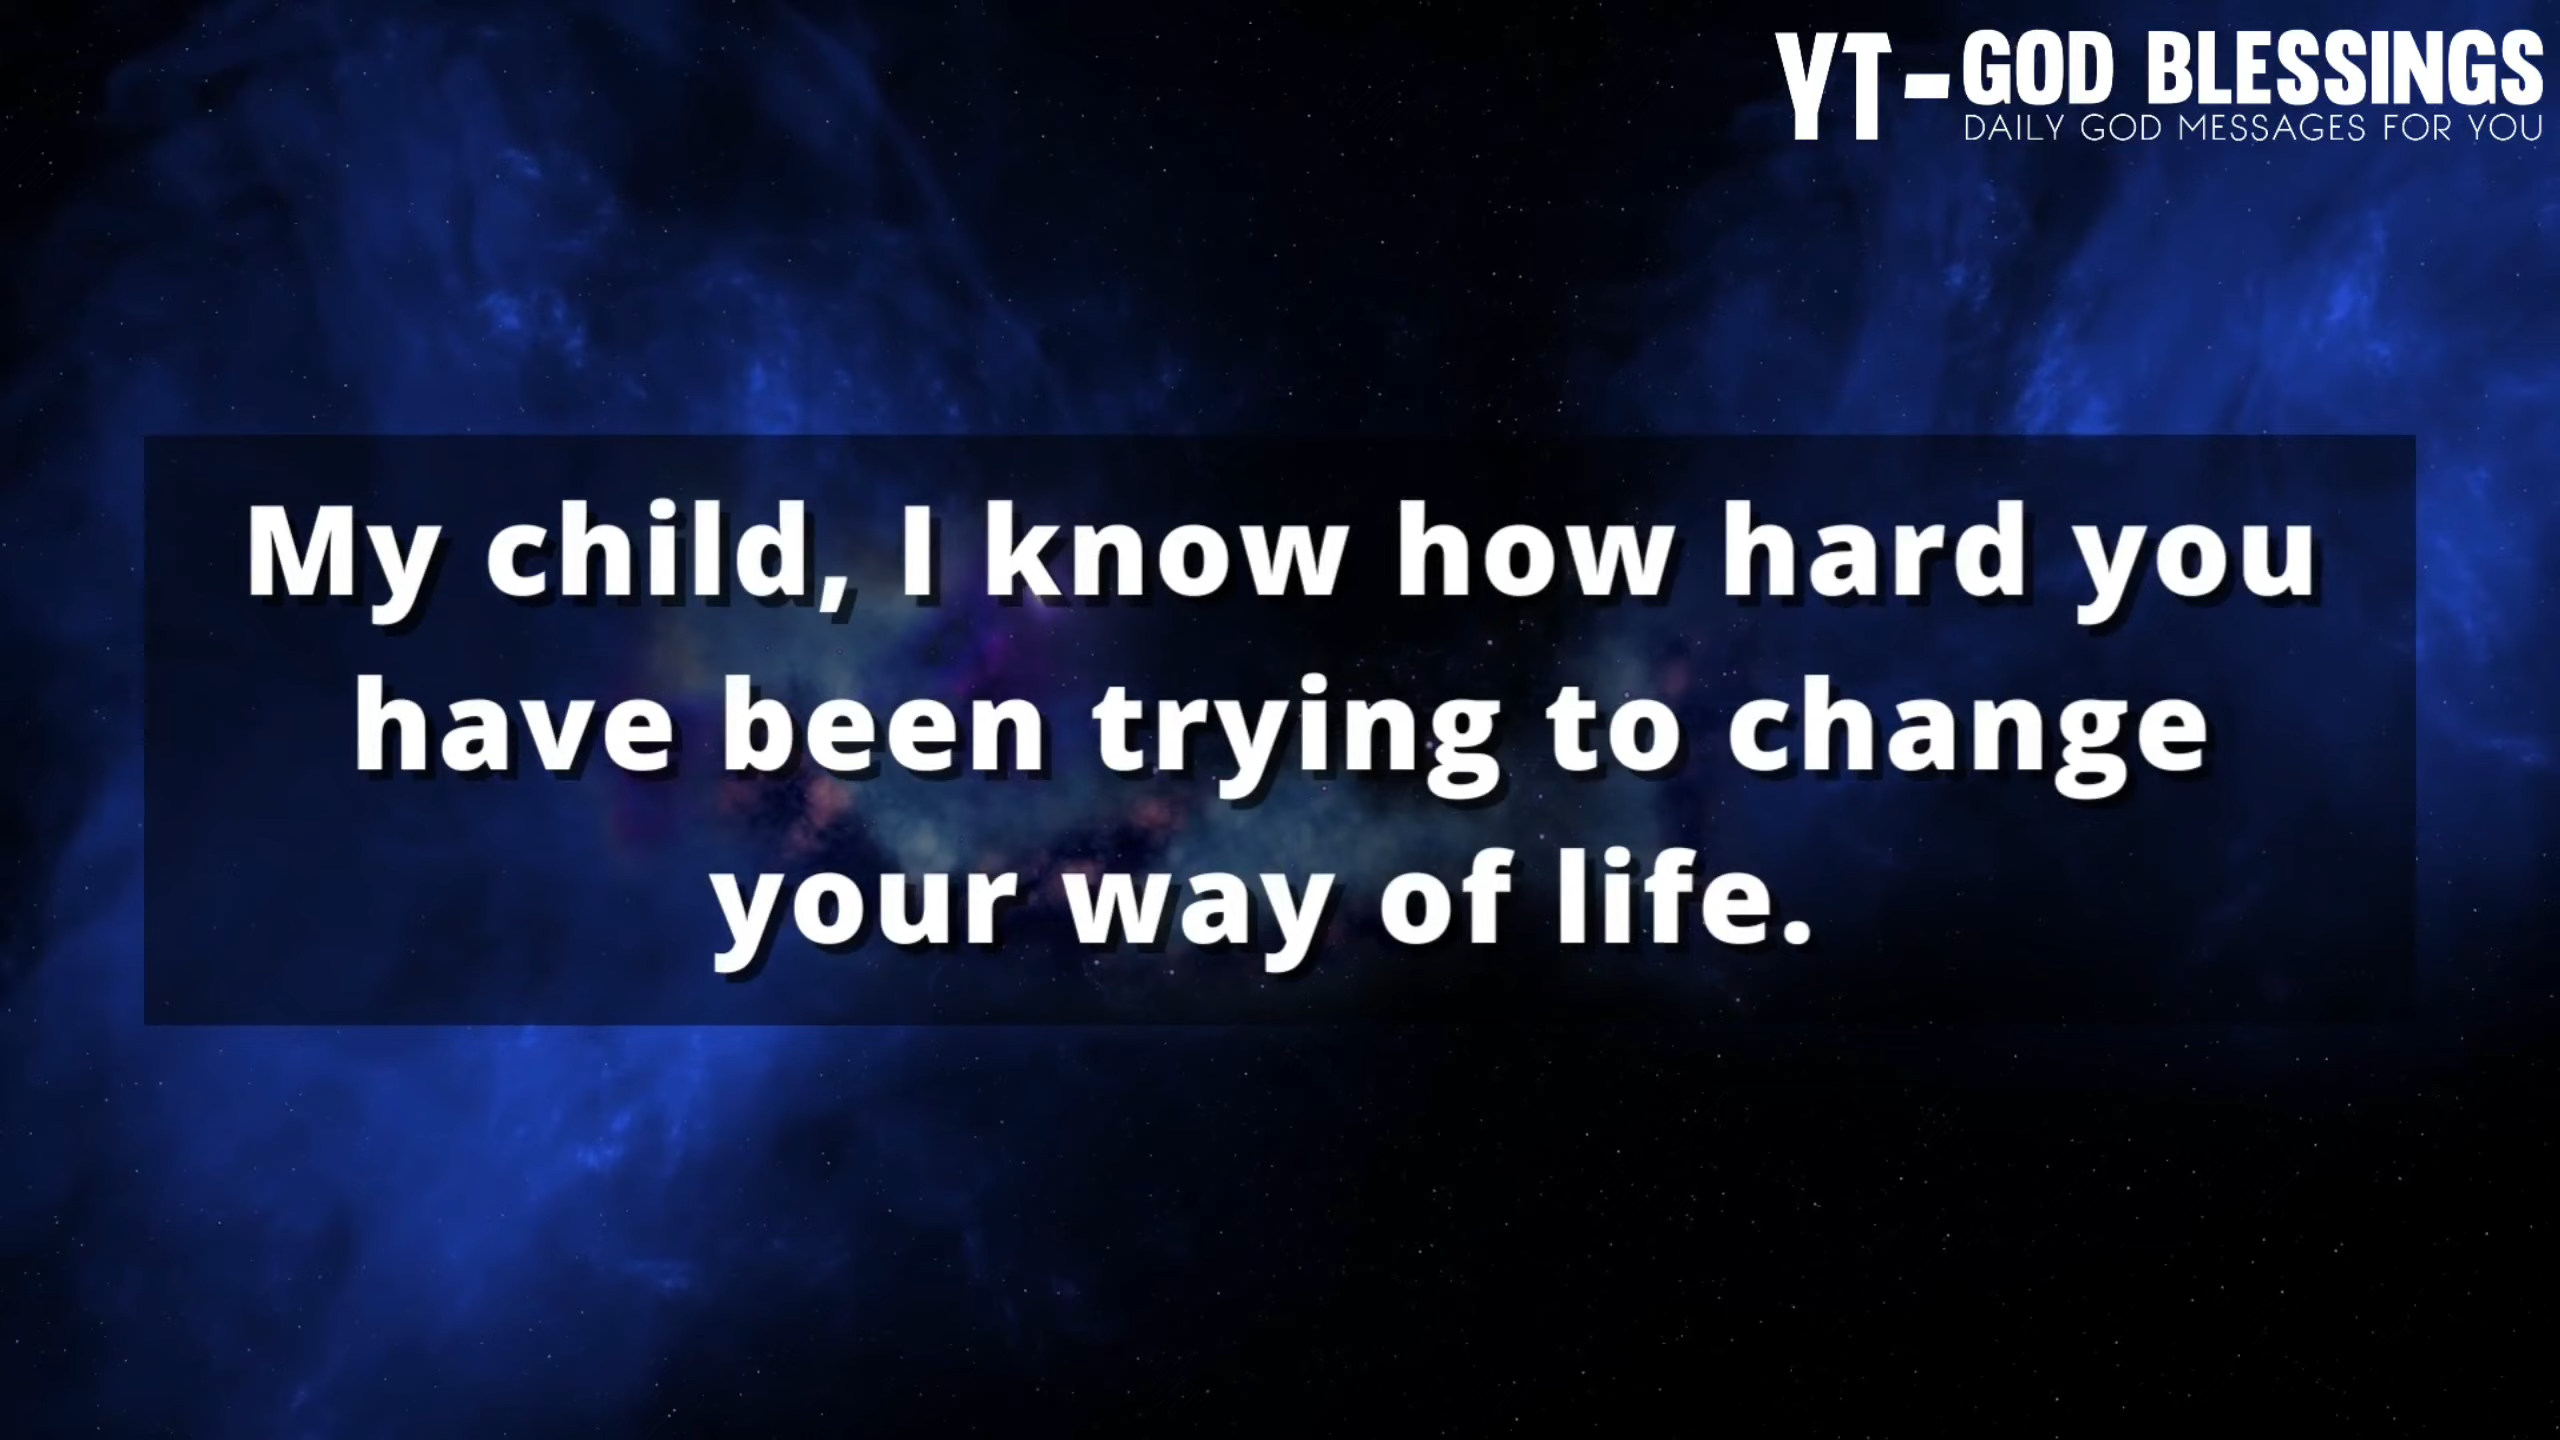 YT-GOD BLESSINGS
DAILY GOD MESSAGES FOR YOU
My child, I know how hard you
have been trying to change
your way of life.